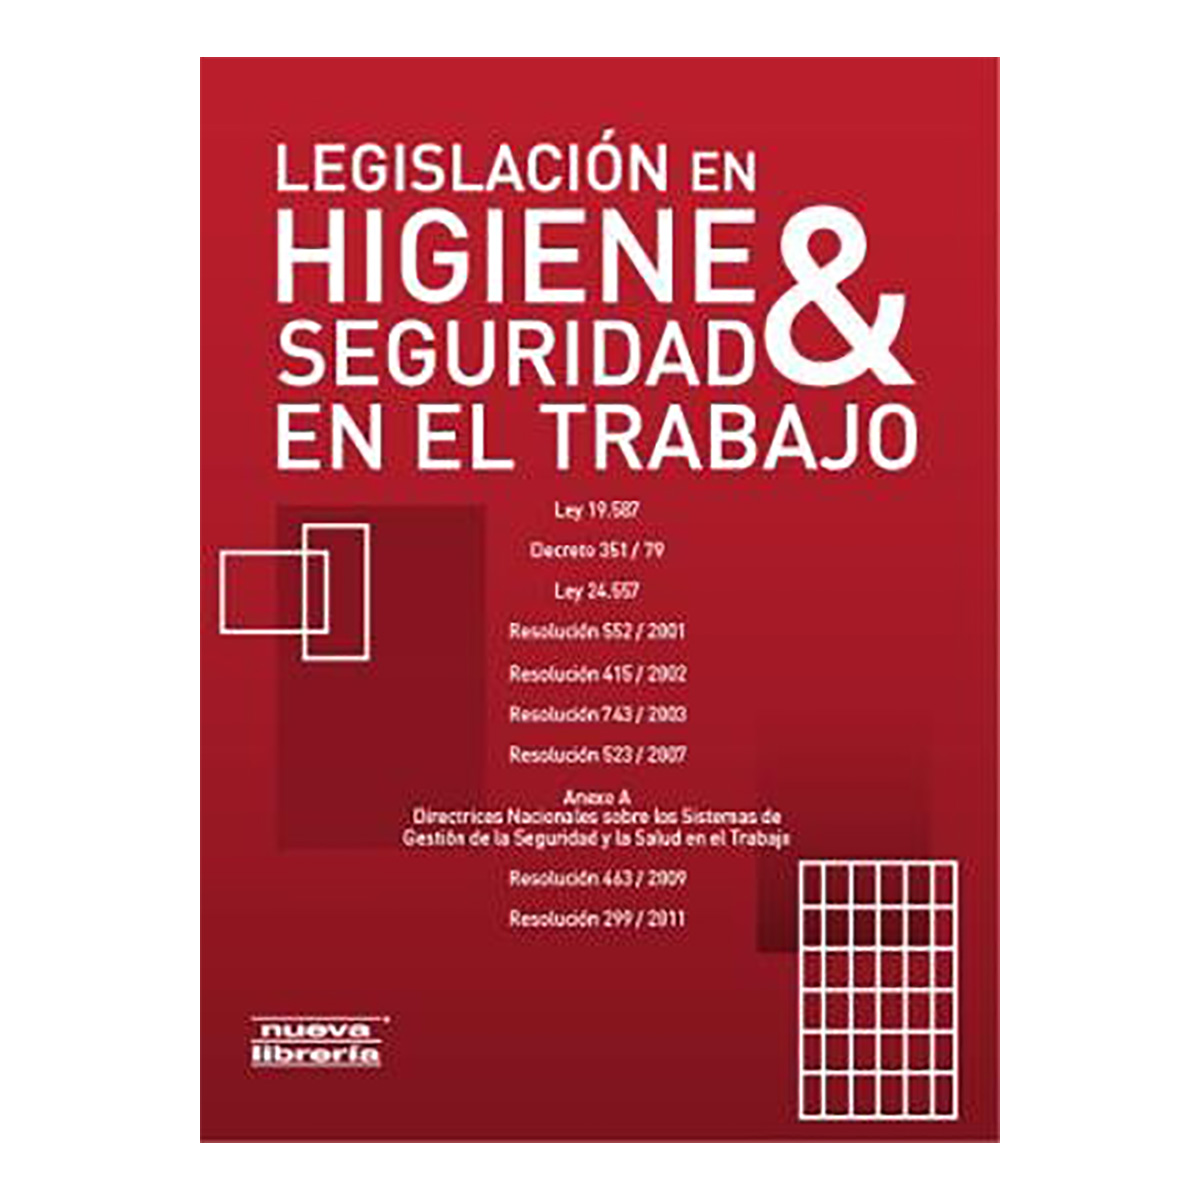 LEGISLACIÓN EN
HIGIENE &
SEGURIDAD
EN EL TRABAJO
Ley 19.587
Decreto 351 / 79
Ley 24.557
Resolución 552 / 2001
Resolución 415 / 2002
Resolución 743 / 2003
Resolución 523 / 2007
Anexo A
Directrices Nacionales sobre los Sistemas de
Gestión de la Seguridad y la Salud en el Trabajo
Resolución 463 / 2009
Resolución 299 / 2011
nueva
librería